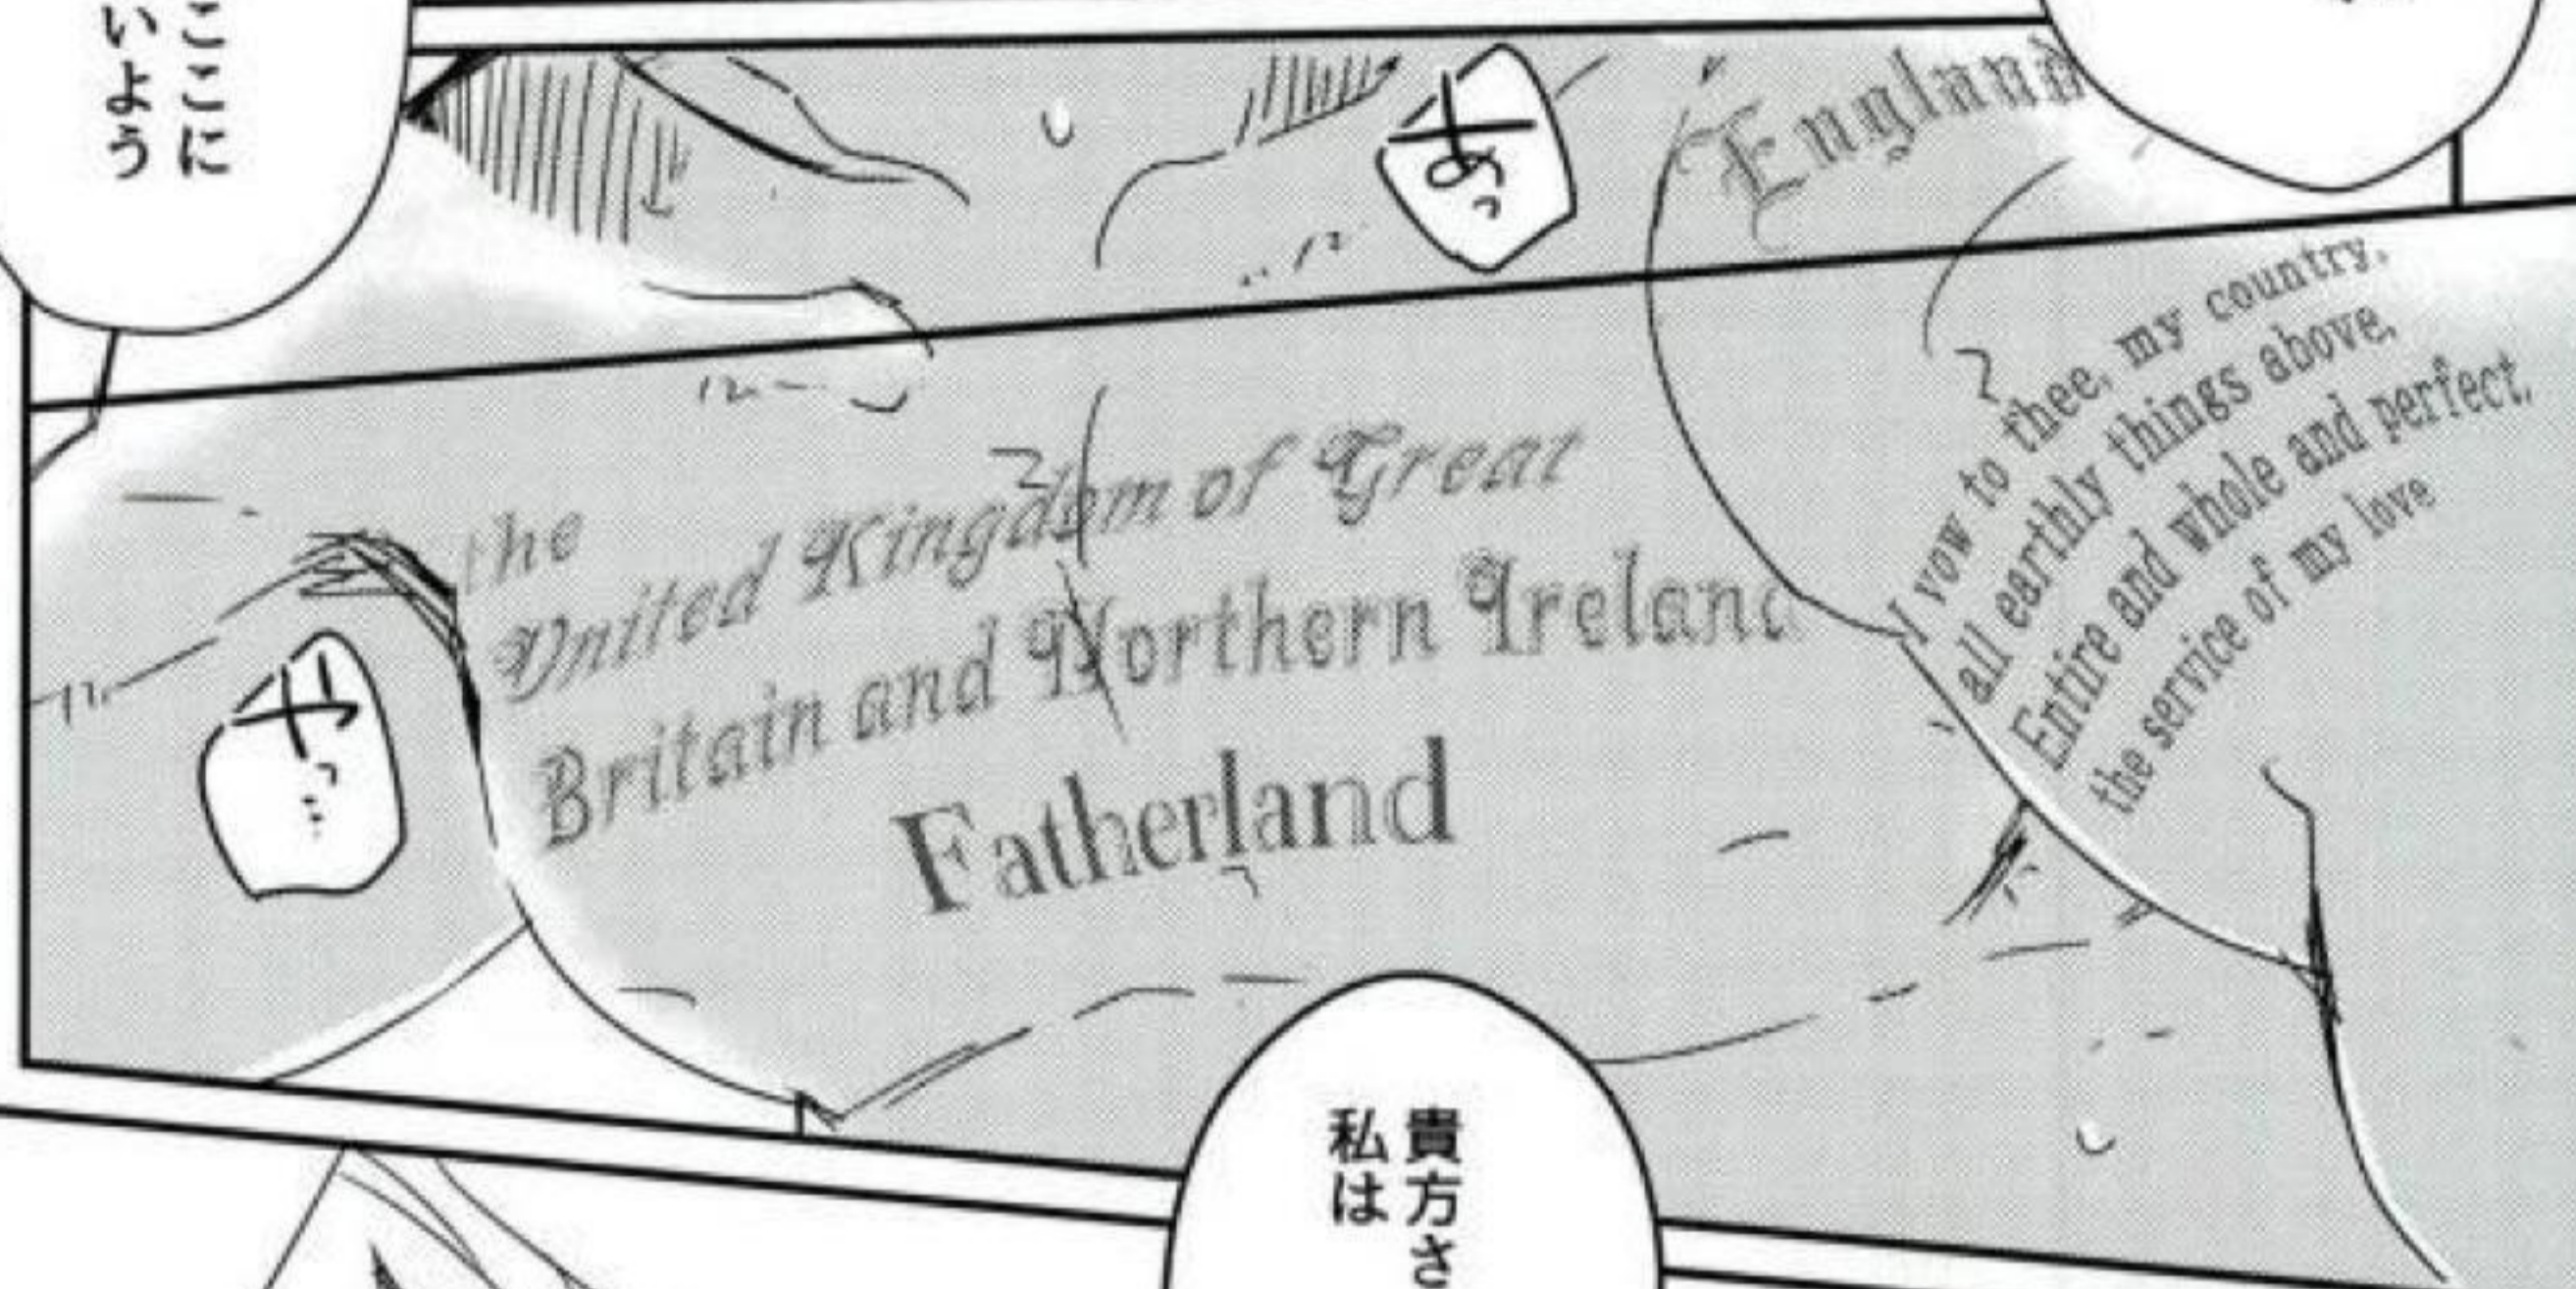 ここに
いよう
あっ
England
I vow to thee, my country,
all earthly things above,
Entire and whole and perfect,
the service of my love
the
United Kingdom of Great
Britain and Northern Ireland
Fatherland
やっ…
貴方さ
私は